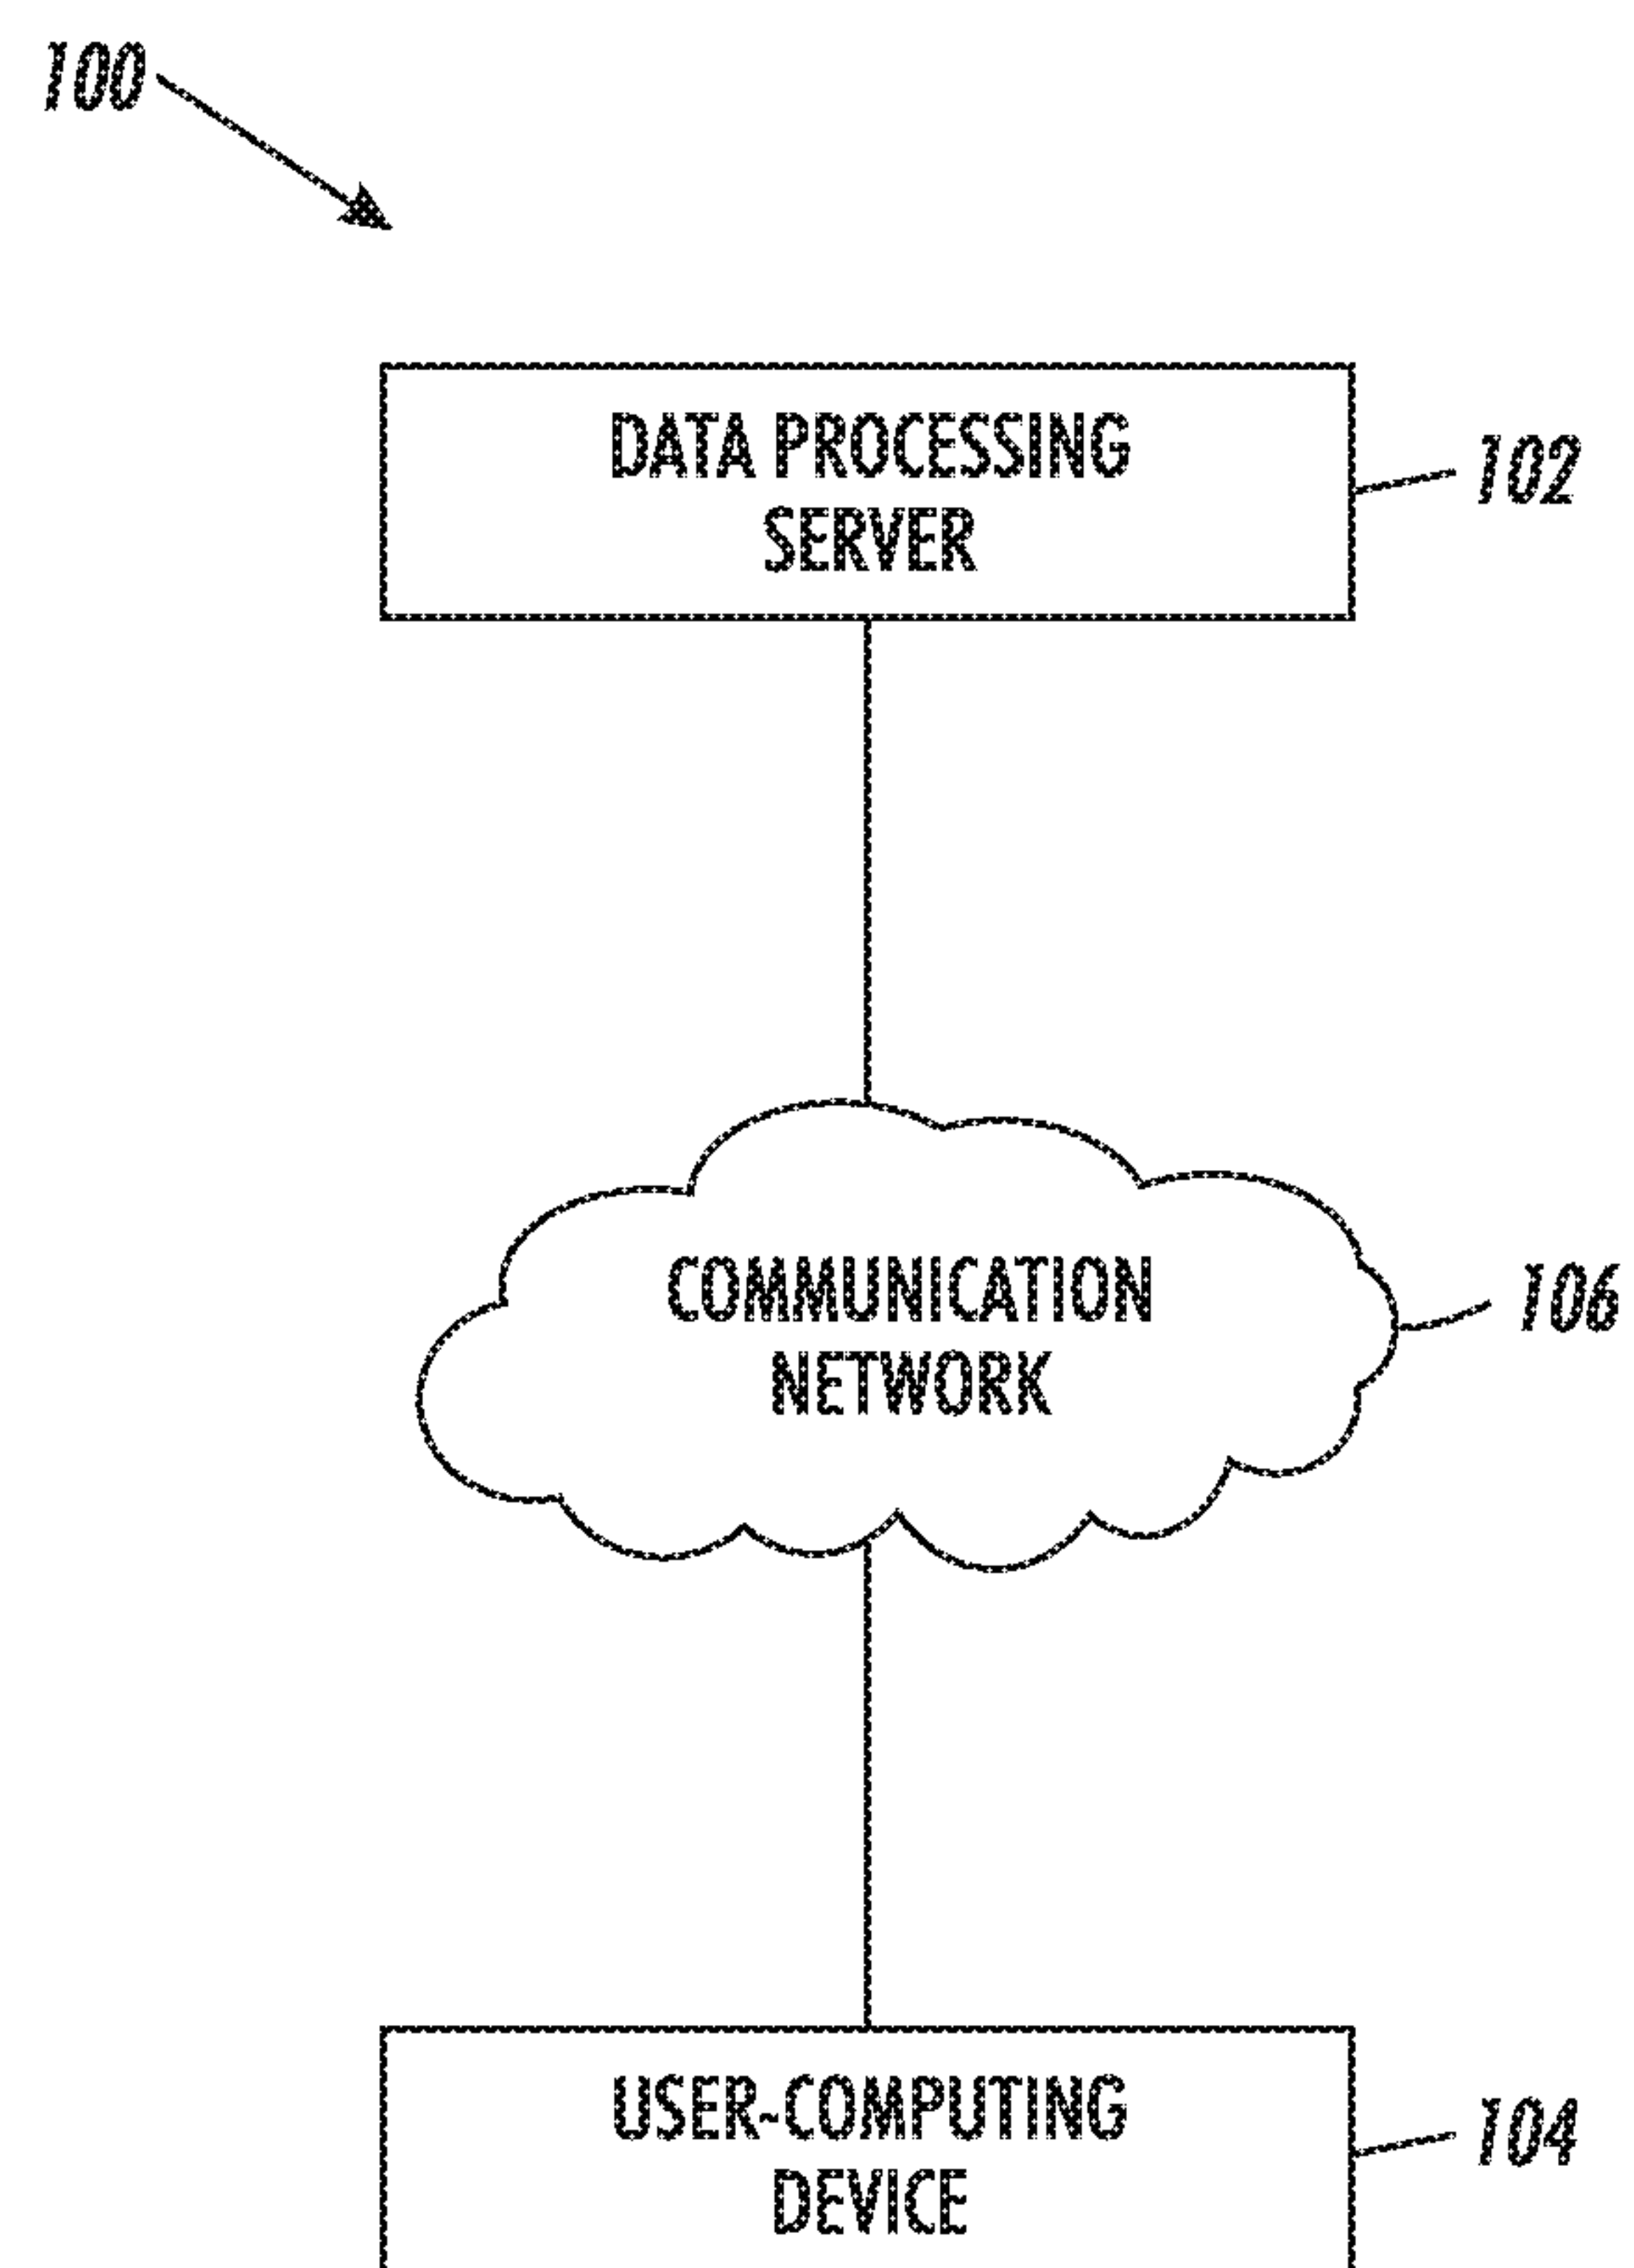 100
DATA PROCESSING
SERVER
102
COMMUNICATION
NETWORK
106
USER-COMPUTING
DEVICE
104